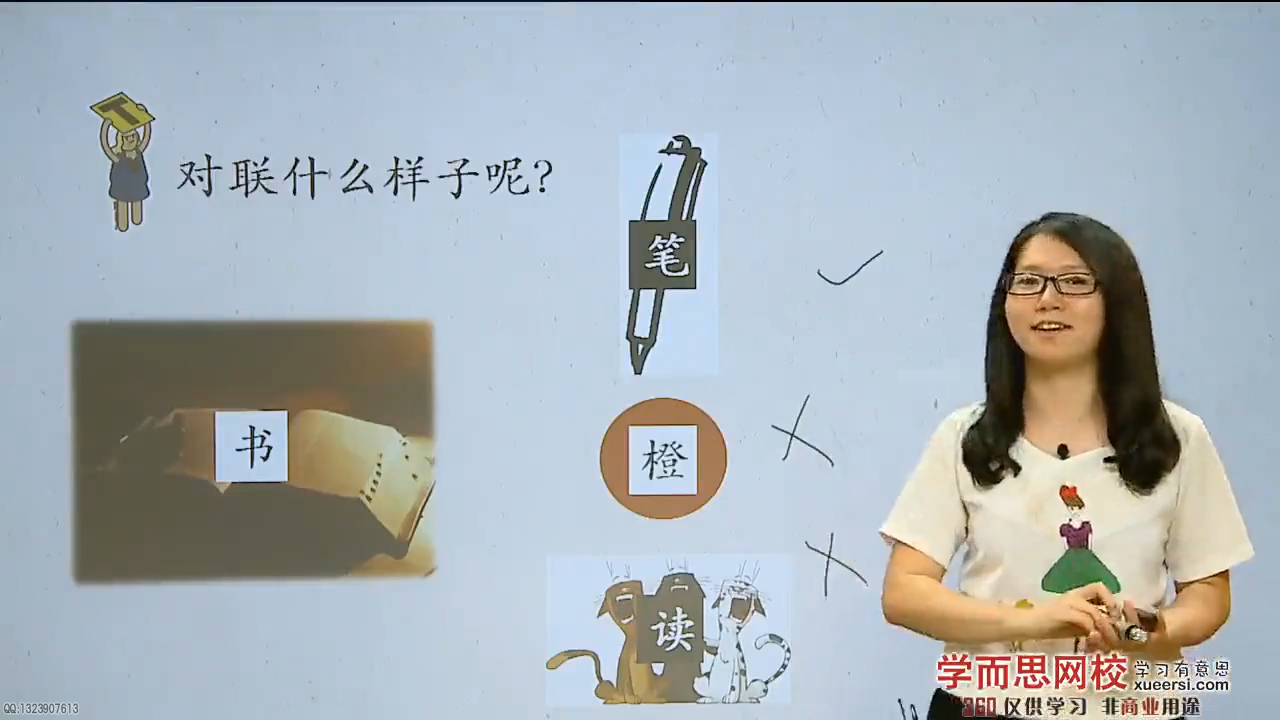 对联什么样子呢?
笔
书
橙
读
学而思网校 学习有意思
xueersi.com
仅供学习 非商业用途
QQ:1323907613